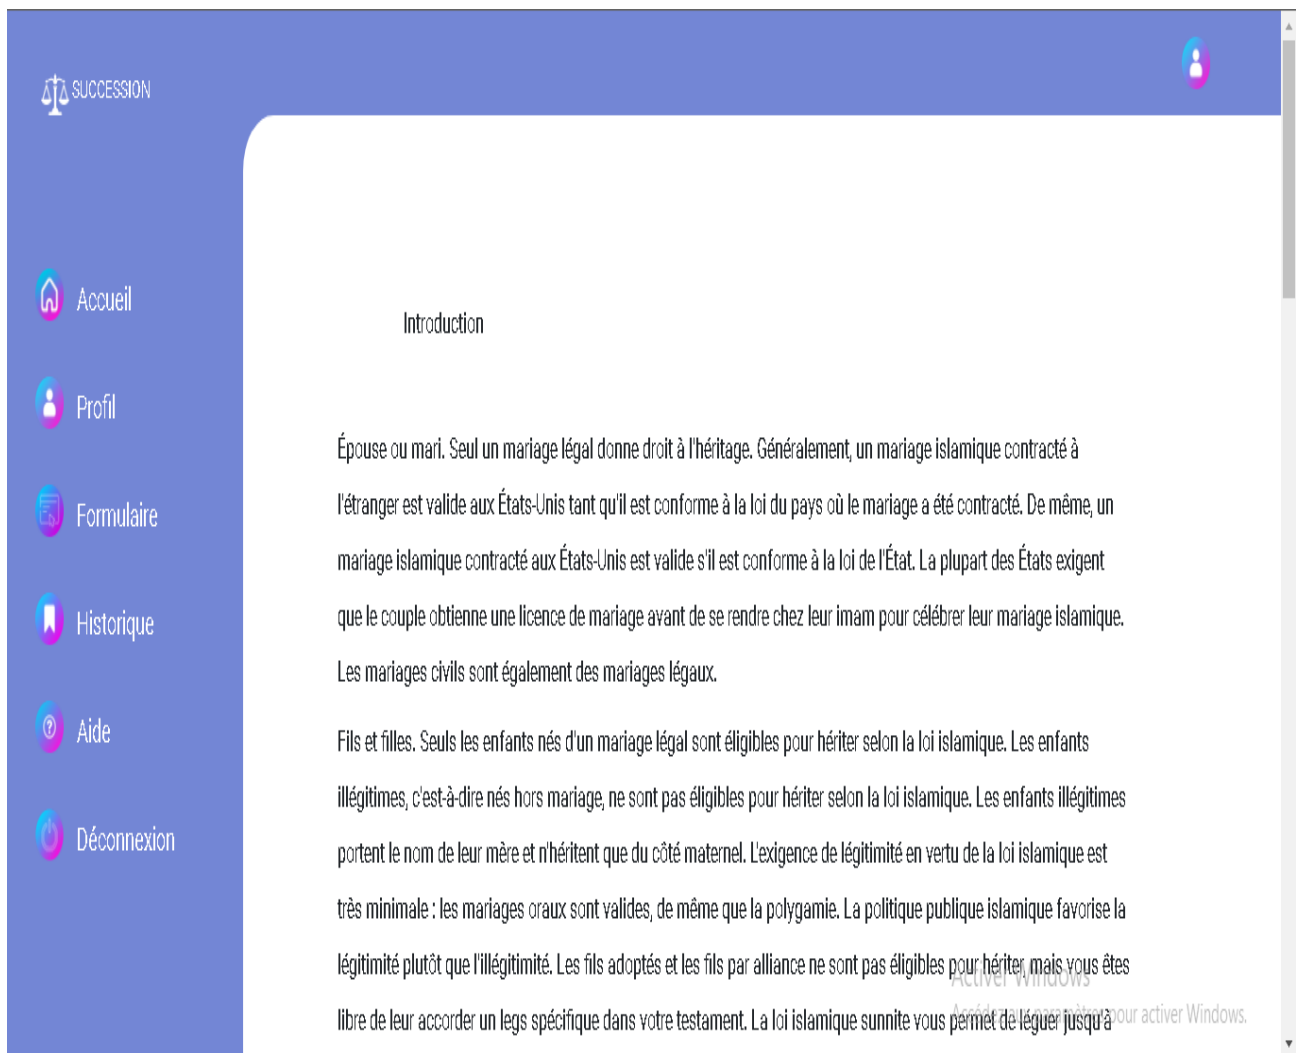 SUCCESSION
Accueil
Profil
Formulaire
Historique
Aide
Déconnexion
Introduction
Épouse ou mari. Seul un mariage légal donne droit à l'héritage. Généralement, un mariage islamique contracté à
l'étranger est valide aux États-Unis tant qu'il est conforme à la loi du pays où le mariage a été contracté. De même, un
mariage islamique contracté aux États-Unis est valide s'il est conforme à la loi de l'État. La plupart des États exigent
que le couple obtienne une licence de mariage avant de se rendre chez leur imam pour célébrer leur mariage islamique.
Les mariages civils sont également des mariages légaux.
Fils et filles. Seuls les enfants nés d'un mariage légal sont éligibles pour hériter selon la loi islamique. Les enfants
illégitimes, c'est-à-dire nés hors mariage, ne sont pas éligibles pour hériter selon la loi islamique. Les enfants illégitimes
portent le nom de leur mère et n'héritent que du côté maternel. L'exigence de légitimité en vertu de la loi islamique est
très minimale : les mariages oraux sont valides, de même que la polygamie. La politique publique islamique favorise la
légitimité plutôt que l'illégitimité. Les fils adoptés et les fils par alliance ne sont pas éligibles pour hériter, mais vous êtes
libre de leur accorder un legs spécifique dans votre testament. La loi islamique sunnite vous permet de léguer jusqu'à
Activer Windows
Accédez aux paramètres pour activer Windows.